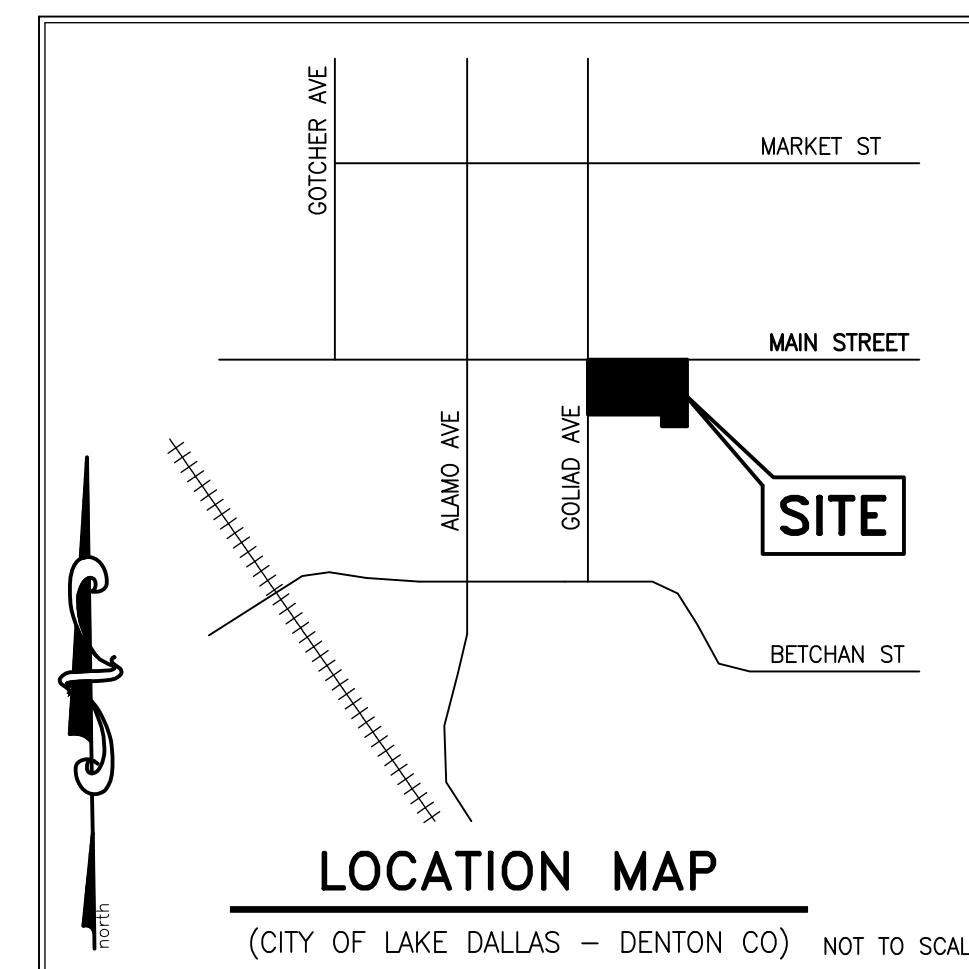 GOTCHER AVE
MARKET ST
MAIN STREET
ALAMO AVE
GOLIAD AVE
SITE
BETCHAN ST
north
LOCATION MAP
(CITY OF LAKE DALLAS – DENTON CO) NOT TO SCAL